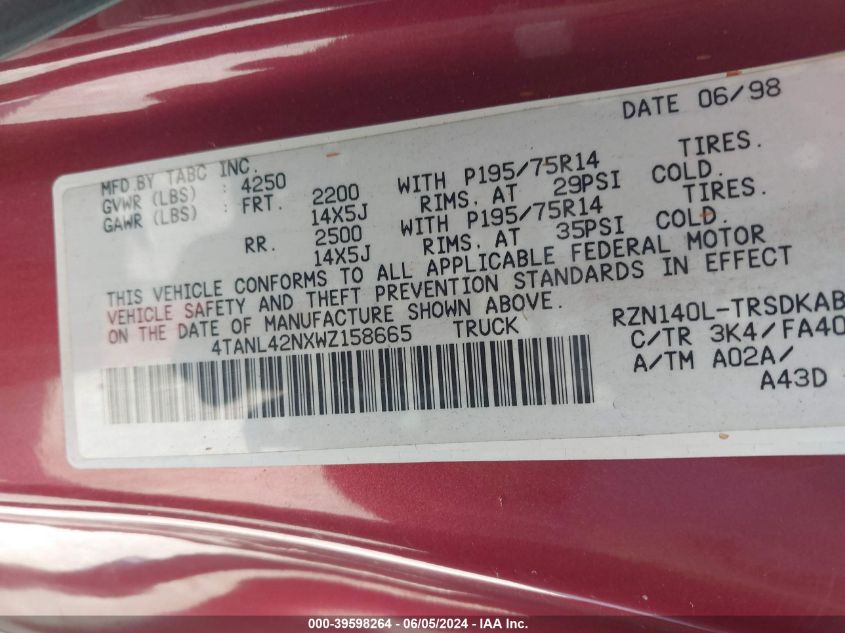 DATE 06/98
MFD.BY TABC INC.
GVWR (LBS) : 4250
GAWR (LBS) : FRT. 2200 WITH P195/75R14 TIRES.
14X5J RIMS. AT 29PSI COLD.
RR. 2500 WITH P195/75R14 TIRES.
14X5J RIMS. AT 35PSI COLD.
THIS VEHICLE CONFORMS TO ALL APPLICABLE FEDERAL MOTOR
VEHICLE SAFETY AND THEFT PREVENTION STANDARDS IN EFFECT
ON THE DATE OF MANUFACTURE SHOWN ABOVE.
4TANL42NXWZ158665 TRUCK
RZN140L-TRSDKAB
C/TR 3K4/FA40
A/TM A02A/
A43D
000-39598264 - 06/05/2024 - IAA Inc.